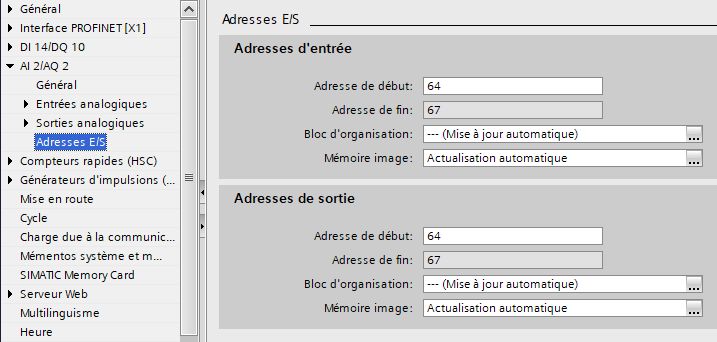 Général
Interface PROFINET [X1]
DI 14/DQ 10
AI 2/AQ 2
Général
Entrées analogiques
Sorties analogiques
Adresses E/S
Compteurs rapides (HSC)
Générateurs d'impulsions (...
Mise en route
Cycle
Charge due à la communic...
Mémentos système et m...
SIMATIC Memory Card
Serveur Web
Multilinguisme
Heure
Adresses E/S
Adresses d'entrée
Adresse de début: 64
Adresse de fin: 67
Bloc d'organisation: --- (Mise à jour automatique) ...
Mémoire image: Actualisation automatique ...
Adresses de sortie
Adresse de début: 64
Adresse de fin: 67
Bloc d'organisation: --- (Mise à jour automatique) ...
Mémoire image: Actualisation automatique ...